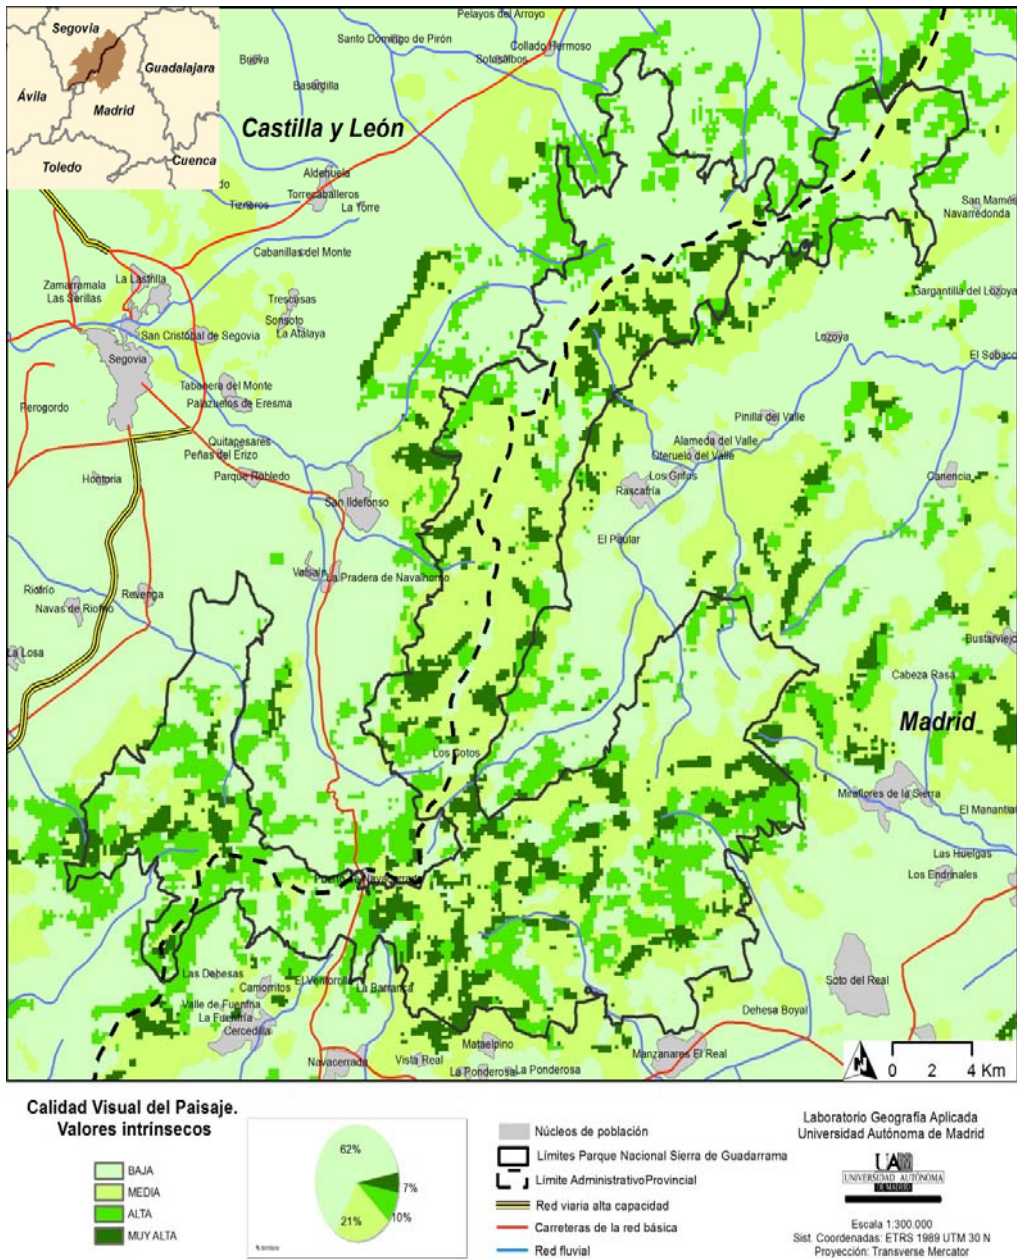 Segovia
Guadalajara
Ávila
Madrid
Toledo
Cuenca
Pelayos del Arroyo
Santo Domingo de Pirón
Collado Hermoso
Sotosalbos
Brieva
Basardilla
Castilla y León
Aldehuela
Torrecaballeros
Tizneros
La Torre
San Mamés
Navarredonda
Cabanillas del Monte
La Lastrilla
Zamarramala
Las Serillas
Trescasas
Sonsoto
La Atalaya
San Cristóbal de Segovia
Gargantilla del Lozoya
Lozoya
El Sobaco
Segovia
Tabanera del Monte
Palazuelos de Eresma
Perogordo
Pinilla del Valle
Quitapesares
Peñas del Erizo
Alameda del Valle
Oteruelo del Valle
Los Grifos
Hontoria
Parque Robledo
San Ildefonso
Rascafría
Canencia
El Paular
Valsaín
La Pradera de Navalhorno
Riofrío
Navas de Riofrío
Revenga
La Losa
Bustarviejo
Cabeza Rasa
Madrid
Los Cotos
Miraflores de la Sierra
El Manantial
Las Huelgas
Los Endrinales
Puerto de Navacerrada
Las Dehesas
Camorritos
El Ventorrillo
La Barranca
Soto del Real
Valle de Fuenfría
La Fuenfría
Cercedilla
Dehesa Boyal
Mataelpino
Navacerrada
Vista Real
La Ponderosa
La Ponderosa
Manzanares El Real
N
0 2 4 Km
Calidad Visual del Paisaje.
Valores intrínsecos
BAJA
MEDIA
ALTA
MUY ALTA
62%
7%
10%
21%
Núcleos de población
Límites Parque Nacional Sierra de Guadarrama
Límite AdministrativoProvincial
Red viaria alta capacidad
Carreteras de la red básica
Red fluvial
Laboratorio Geografía Aplicada
Universidad Autónoma de Madrid
UAM
UNIVERSIDAD AUTÓNOMA
DE MADRID
Escala 1:300.000
Sist. Coordenadas: ETRS 1989 UTM 30 N
Proyección: Transverse Mercator